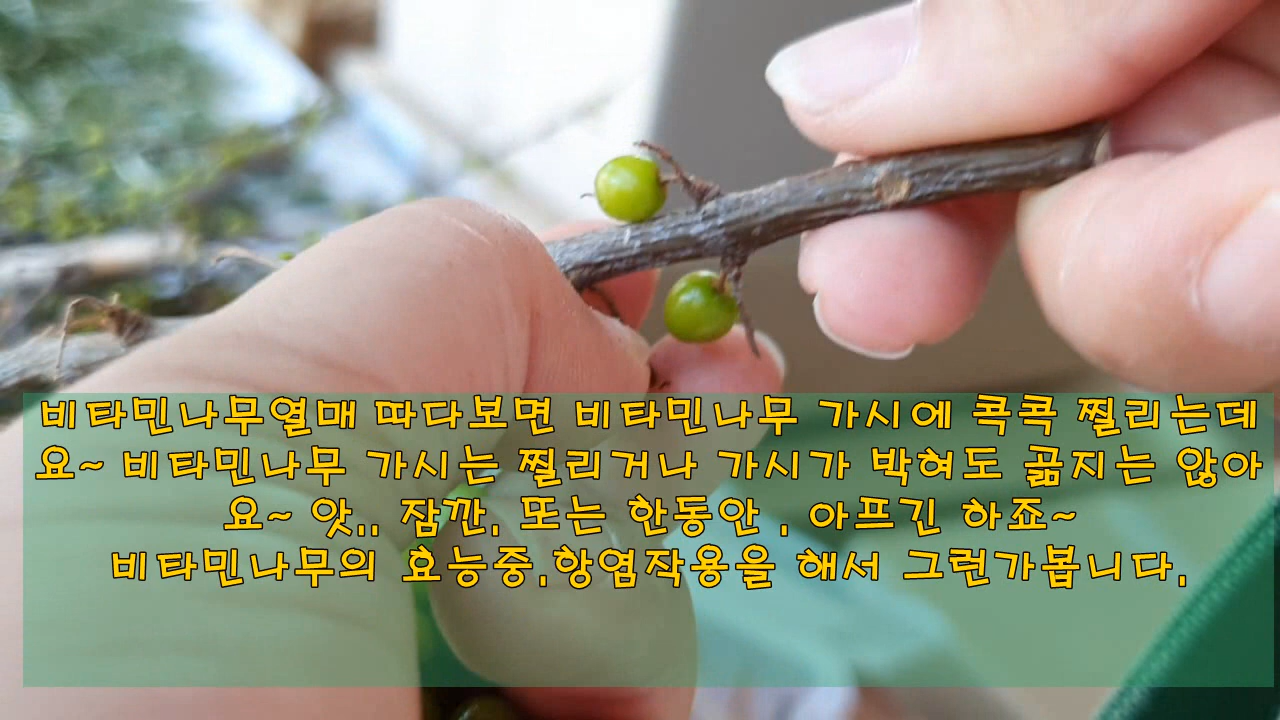 비타민나무열매 따다보면 비타민나무 가시에 콕콕 찔리는데
요~ 비타민나무 가시는 찔리거나 가시가 박혀도 곪지는 않아
요~ 앗.. 잠깐. 또는 한동안 . 아프긴 하죠~
비타민나무의 효능중.항염작용을 해서 그런가봅니다.